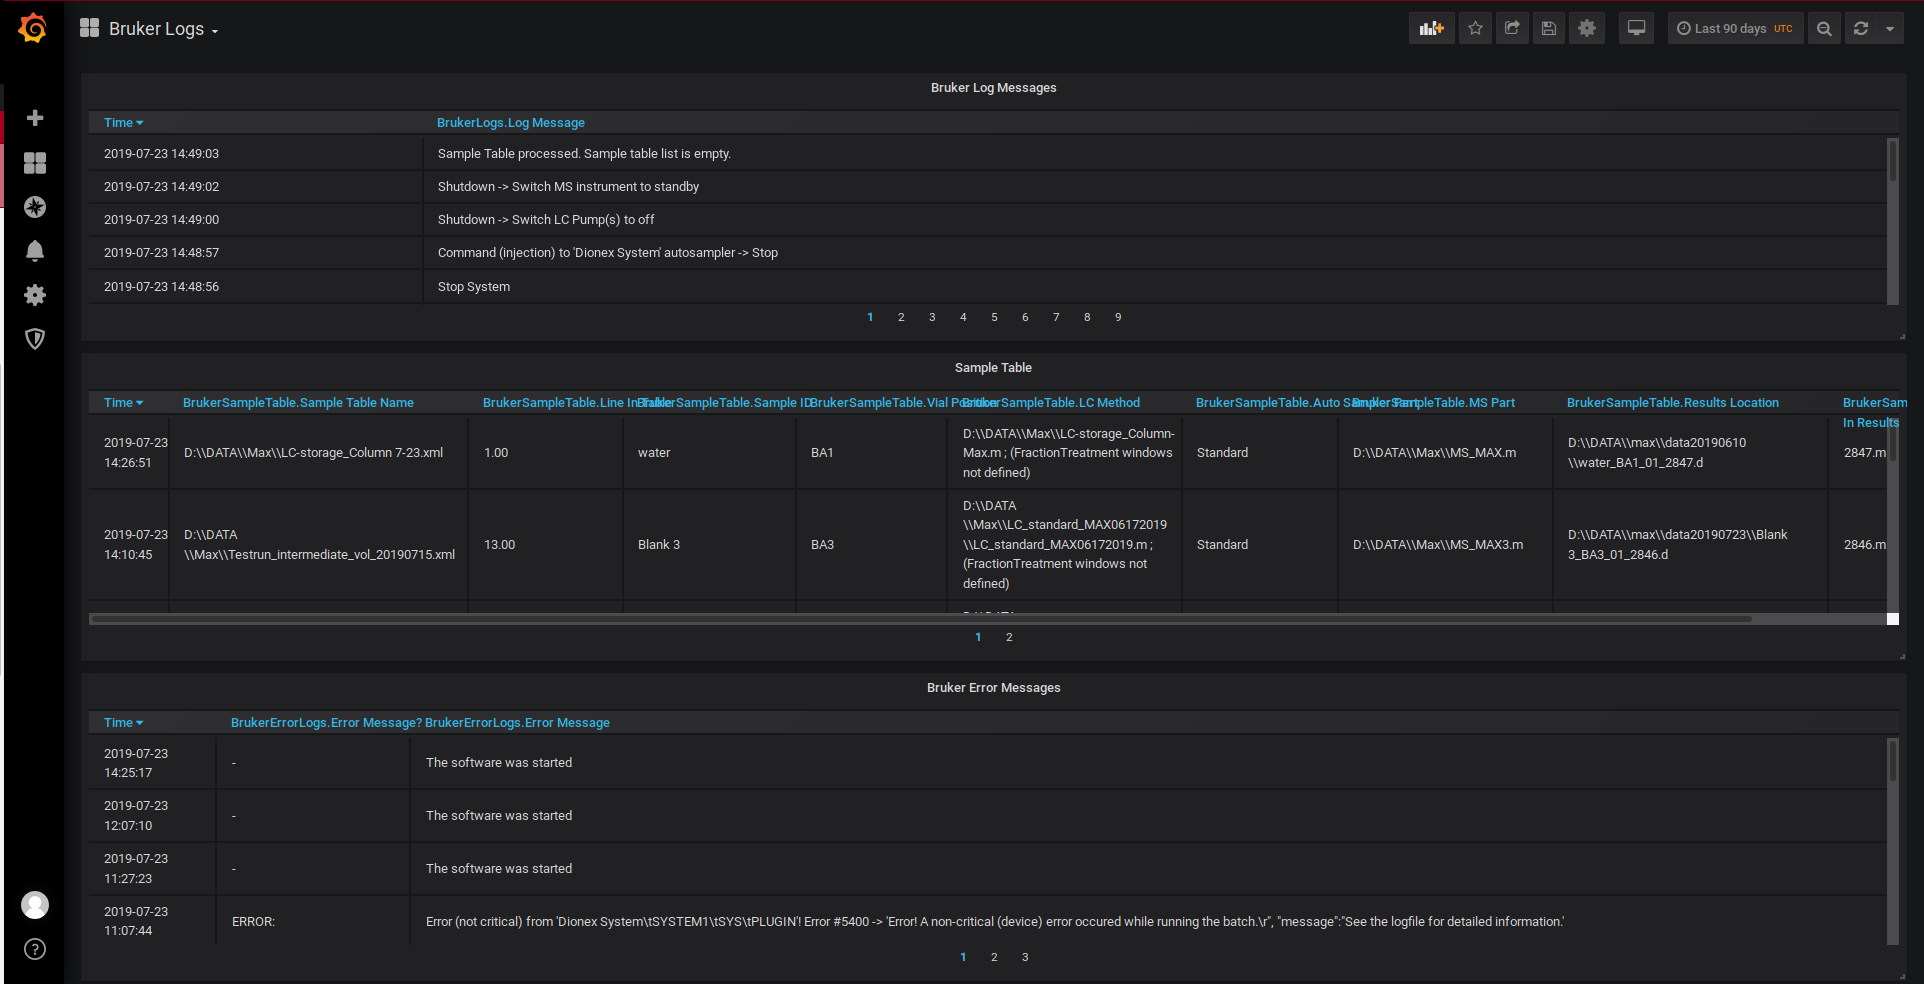 Bruker Logs
Last 90 days UTC
Bruker Log Messages
Time BrukerLogs.Log Message
2019-07-23 14:49:03 Sample Table processed. Sample table list is empty.
2019-07-23 14:49:02 Shutdown -> Switch MS instrument to standby
2019-07-23 14:49:00 Shutdown -> Switch LC Pump(s) to off
2019-07-23 14:48:57 Command (injection) to 'Dionex System' autosampler -> Stop
2019-07-23 14:48:56 Stop System
1 2 3 4 5 6 7 8 9
Sample Table
Time
BrukerSampleTable.Sample Table Name
BrukerSampleTable.Line In Table
BrukerSampleTable.Sample ID
BrukerSampleTable.Vial Position
BrukerSampleTable.LC Method
BrukerSampleTable.Auto Sampler Part
BrukerSampleTable.MS Part
BrukerSampleTable.Results Location
BrukerSam
In Results
2019-07-23
14:26:51
D:\\DATA\\Max\\LC-storage_Column 7-23.xml
1.00
water
BA1
D:\\DATA\\Max\\LC-storage_Column-
Max.m ; (FractionTreatment windows
not defined)
Standard
D:\\DATA\\Max\\MS_MAX.m
D:\\DATA\\max\\data20190610
\\water_BA1_01_2847.d
2847.m
2019-07-23
14:10:45
D:\\DATA
\\Max\\Testrun_intermediate_vol_20190715.xml
13.00
Blank 3
BA3
D:\\DATA
\\Max\\LC_standard_MAX06172019
\\LC_standard_MAX06172019.m ;
(FractionTreatment windows not
defined)
Standard
D:\\DATA\\Max\\MS_MAX3.m
D:\\DATA\\max\\data20190723\\Blank
3_BA3_01_2846.d
2846.m
1 2
Bruker Error Messages
Time BrukerErrorLogs.Error Message? BrukerErrorLogs.Error Message
2019-07-23
14:25:17
-
The software was started
2019-07-23
12:07:10
-
The software was started
2019-07-23
11:27:23
-
The software was started
2019-07-23
11:07:44
ERROR:
Error (not critical) from 'Dionex System\tSYSTEM1\tSYS\tPLUGIN'! Error #5400 -> 'Error! A non-critical (device) error occured while running the batch.\r", "message":"See the logfile for detailed information.'
1 2 3